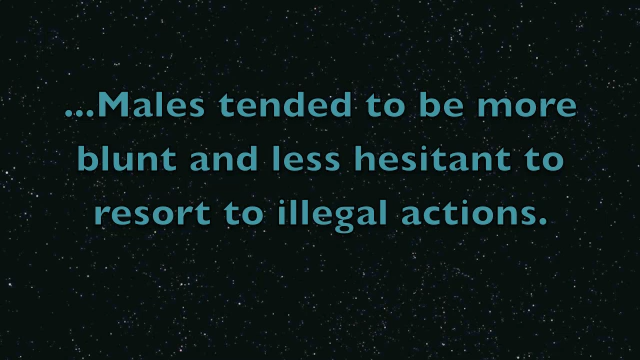 ...Males tended to be more
blunt and less hesitant to
resort to illegal actions.